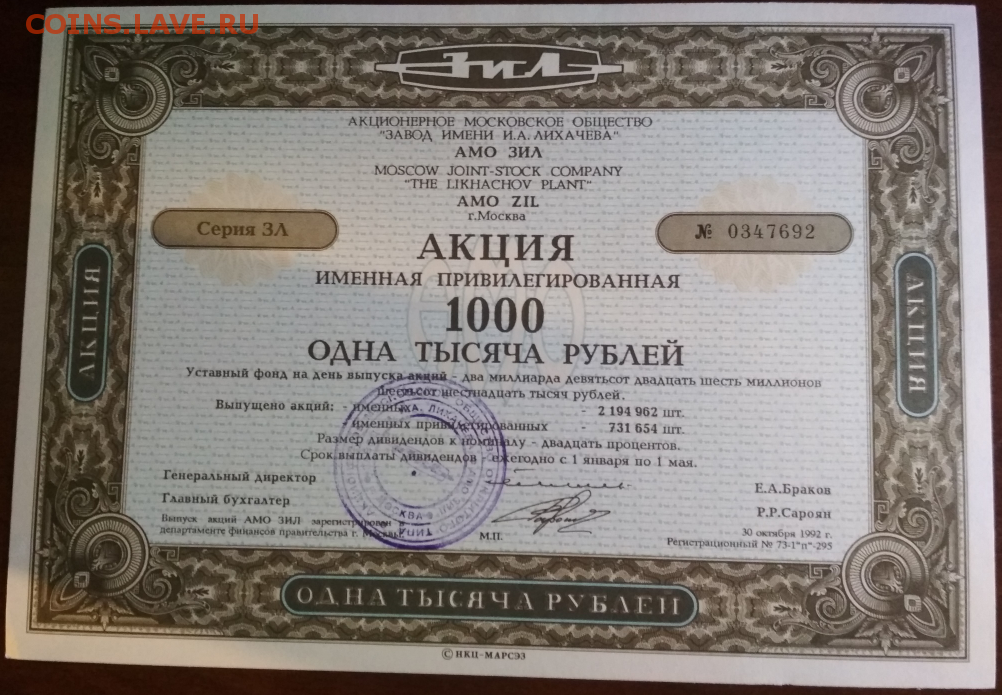 COINS.LAVE.RU
ЗиЛ
АКЦИОНЕРНОЕ МОСКОВСКОЕ ОБЩЕСТВО
"ЗАВОД ИМЕНИ И.А.ЛИХАЧЕВА"
АМО ЗИЛ
MOSCOW JOINT-STOCK COMPANY
"THE LIKHACHOV PLANT"
AMO ZIL
г.Москва
Серия ЗЛ
№ 0347692
АКЦИЯ
ИМЕННАЯ ПРИВИЛЕГИРОВАННАЯ
1000
ОДНА ТЫСЯЧА РУБЛЕЙ
АКЦИЯ
АКЦИЯ
Уставный фонд на день выпуска акций - два миллиарда девятьсот двадцать шесть миллионов
шестьсот шестнадцать тысяч рублей.
Выпущено акций: - именных - 2 194 962 шт.
- именных привилегированных - 731 654 шт.
Размер дивидендов к номиналу - двадцать процентов.
Срок выплаты дивидендов - ежегодно с 1 января по 1 мая.
Генеральный директор
Е.А.Браков
Главный бухгалтер
Р.Р.Сароян
Выпуск акций АМО ЗИЛ зарегистрирован в
департаменте финансов правительства г. Москвы.
М.П.
30 октября 1992 г.
Регистрационный № 73-1"п"-295
МОСКВА
ОДНА ТЫСЯЧА РУБЛЕЙ
© НКЦ-МАРСЭЗ